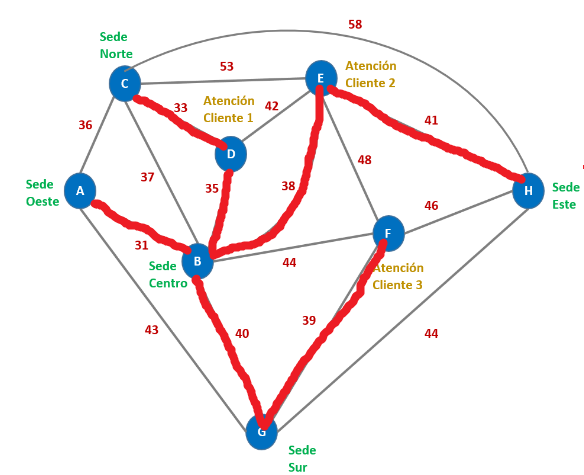 58
Sede
Norte
53
Atención
Cliente 2
C
E
Atención
Cliente 1
33
42
41
36
D
48
Sede
Oeste
37
35
38
A
H
Sede
Este
46
31
F
B
44
Sede
Centro
Atención
Cliente 3
43
40
39
44
G
Sede
Sur